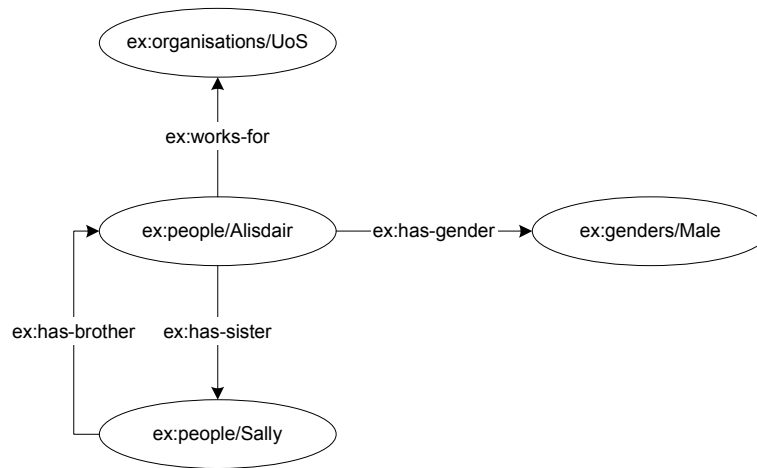 ex:organisations/UoS
ex:works-for
ex:people/Alisdair
ex:has-gender
ex:genders/Male
ex:has-brother
ex:has-sister
ex:people/Sally